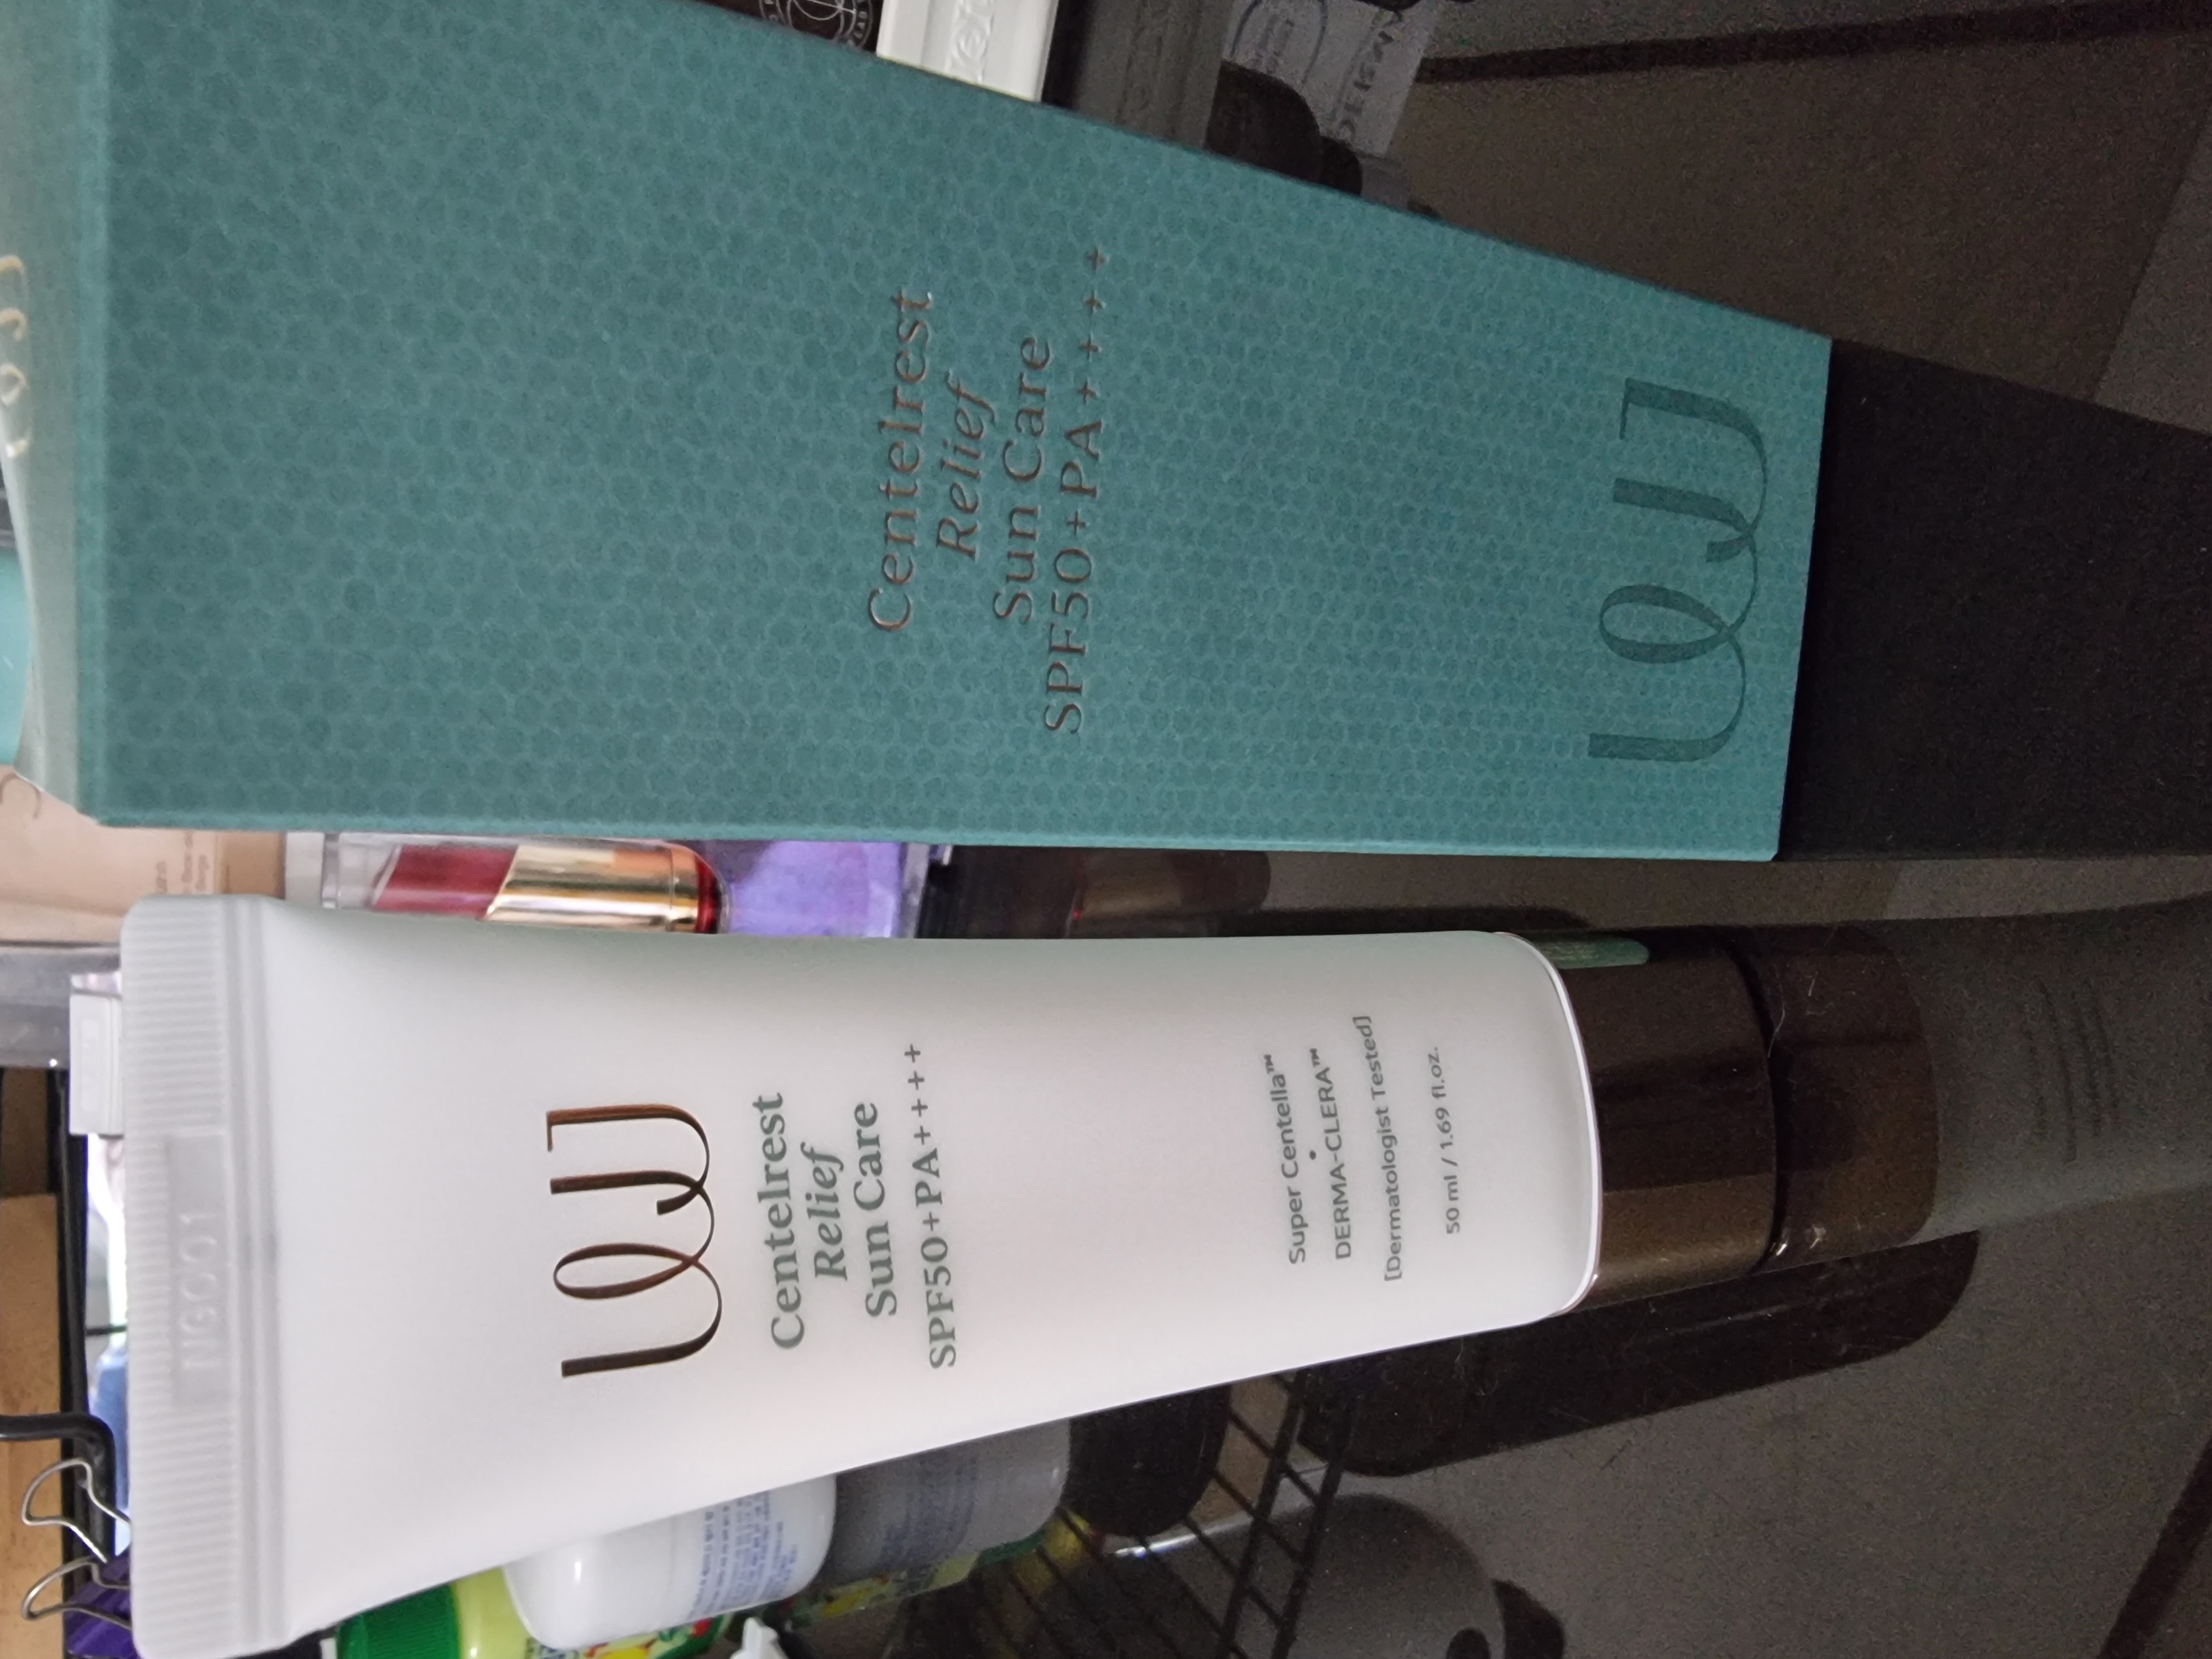 Centelrest
Relief
Sun Care
SPF50+PA++++
NGO01
Centelrest
Relief
Sun Care
SPF50+PA++++
Super Centella™
•
DERMA-CLERA™
[Dermatologist Tested]
50 ml / 1.69 fl.oz.